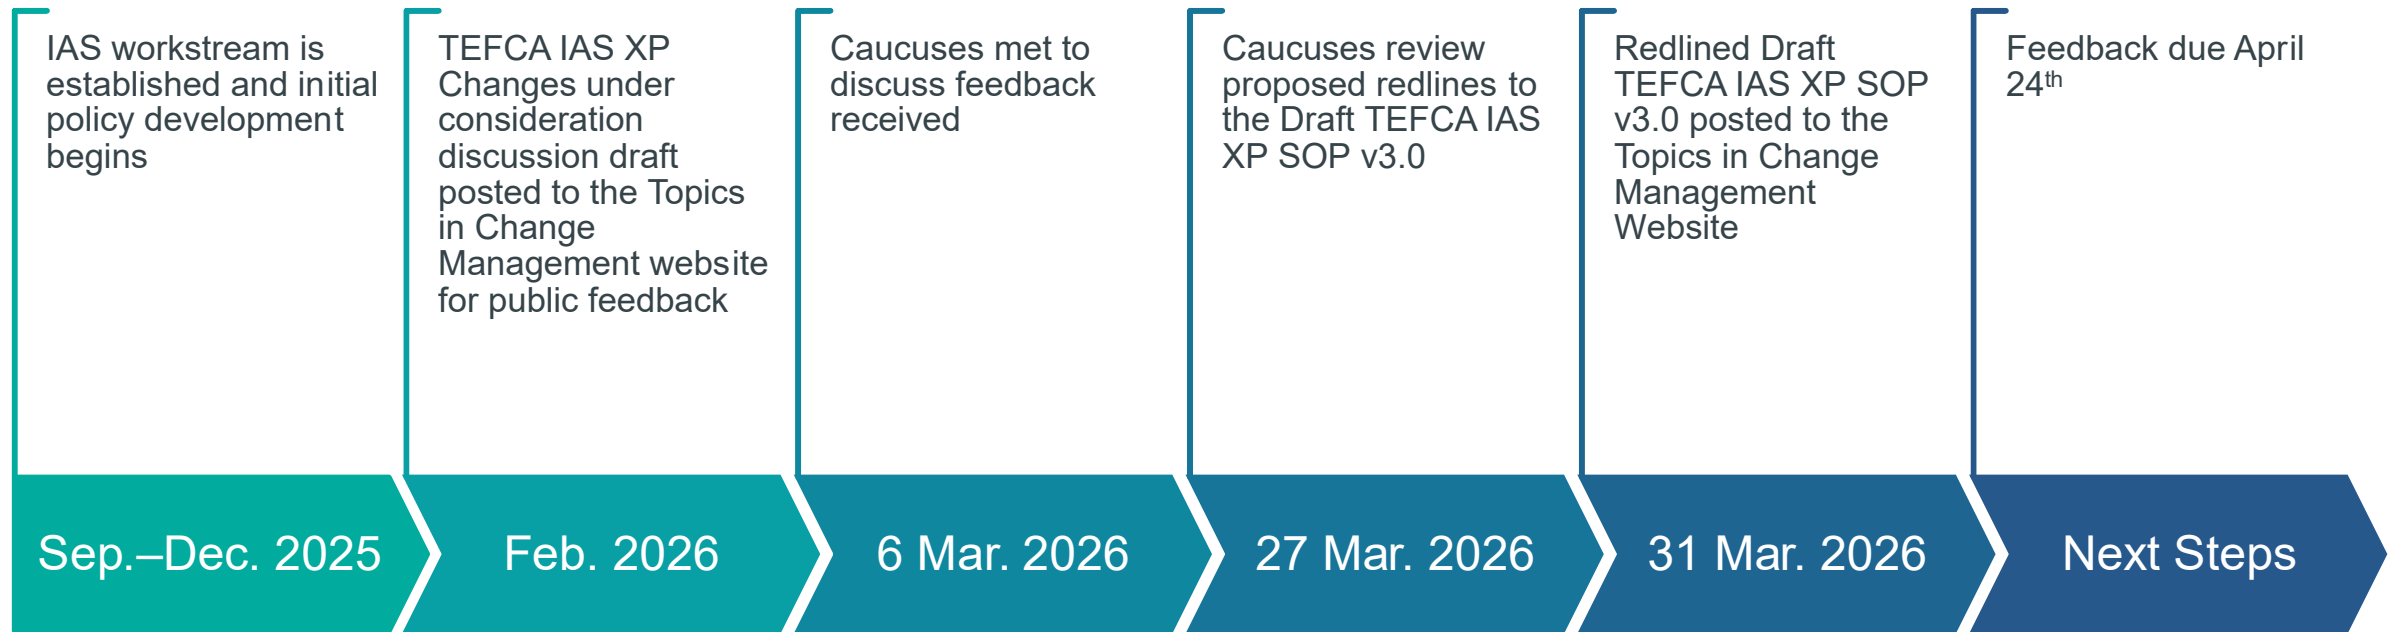 IAS workstream is
established and initial
policy development
begins
TEFCA IAS XP
Changes under
consideration
discussion draft
posted to the Topics
in Change
Management website
for public feedback
Caucuses met to
discuss feedback
received
Caucuses review
proposed redlines to
the Draft TEFCA IAS
XP SOP v3.0
Redlined Draft
TEFCA IAS XP SOP
v3.0 posted to the
Topics in Change
Management
Website
Feedback due April
24th
Sep.–Dec. 2025
Feb. 2026
6 Mar. 2026
27 Mar. 2026
31 Mar. 2026
Next Steps